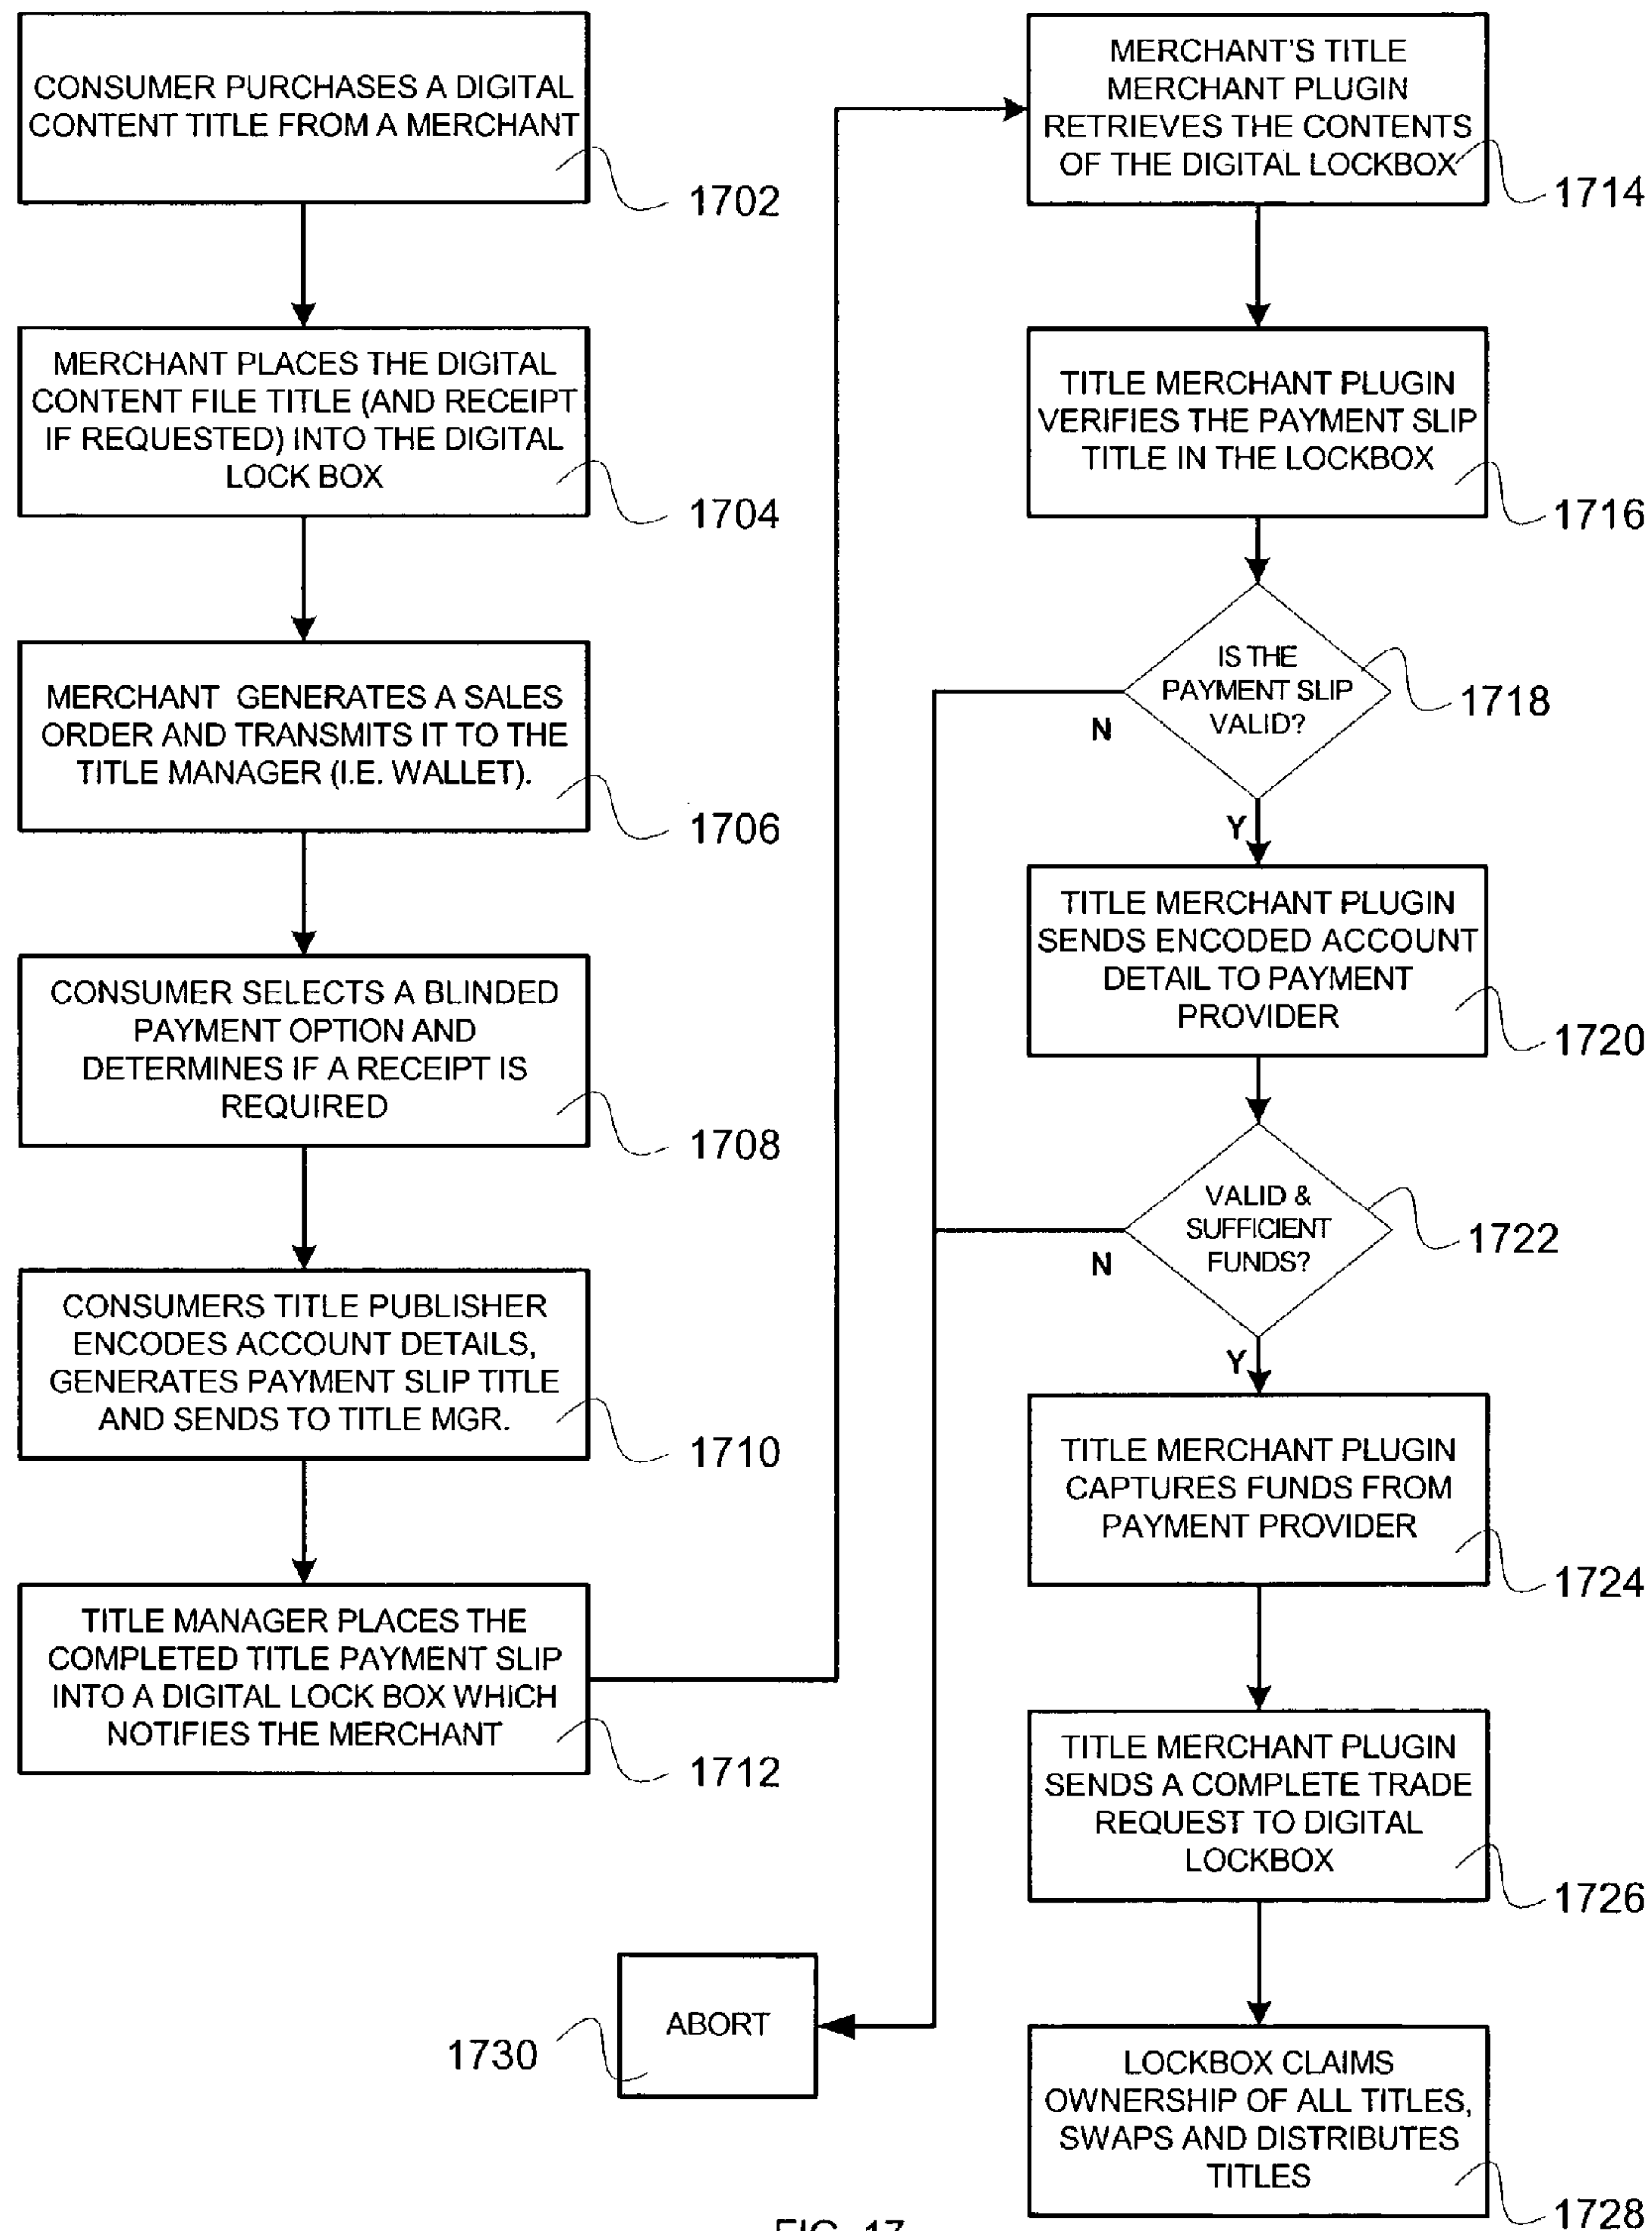 CONSUMER PURCHASES A DIGITAL
CONTENT TITLE FROM A MERCHANT
1702
MERCHANT PLACES THE DIGITAL
CONTENT FILE TITLE (AND RECEIPT
IF REQUESTED) INTO THE DIGITAL
LOCK BOX
1704
MERCHANT GENERATES A SALES
ORDER AND TRANSMITS IT TO THE
TITLE MANAGER (I.E. WALLET).
1706
CONSUMER SELECTS A BLINDED
PAYMENT OPTION AND
DETERMINES IF A RECEIPT IS
REQUIRED
1708
CONSUMERS TITLE PUBLISHER
ENCODES ACCOUNT DETAILS,
GENERATES PAYMENT SLIP TITLE
AND SENDS TO TITLE MGR.
1710
TITLE MANAGER PLACES THE
COMPLETED TITLE PAYMENT SLIP
INTO A DIGITAL LOCK BOX WHICH
NOTIFIES THE MERCHANT
1712
MERCHANT'S TITLE
MERCHANT PLUGIN
RETRIEVES THE CONTENTS
OF THE DIGITAL LOCKBOX
1714
TITLE MERCHANT PLUGIN
VERIFIES THE PAYMENT SLIP
TITLE IN THE LOCKBOX
1716
IS THE
PAYMENT SLIP
VALID?
1718
N
Y
TITLE MERCHANT PLUGIN
SENDS ENCODED ACCOUNT
DETAIL TO PAYMENT
PROVIDER
1720
VALID &
SUFFICIENT
FUNDS?
1722
N
Y
TITLE MERCHANT PLUGIN
CAPTURES FUNDS FROM
PAYMENT PROVIDER
1724
TITLE MERCHANT PLUGIN
SENDS A COMPLETE TRADE
REQUEST TO DIGITAL
LOCKBOX
1726
ABORT
1730
LOCKBOX CLAIMS
OWNERSHIP OF ALL TITLES,
SWAPS AND DISTRIBUTES
TITLES
1728
FIG. 17